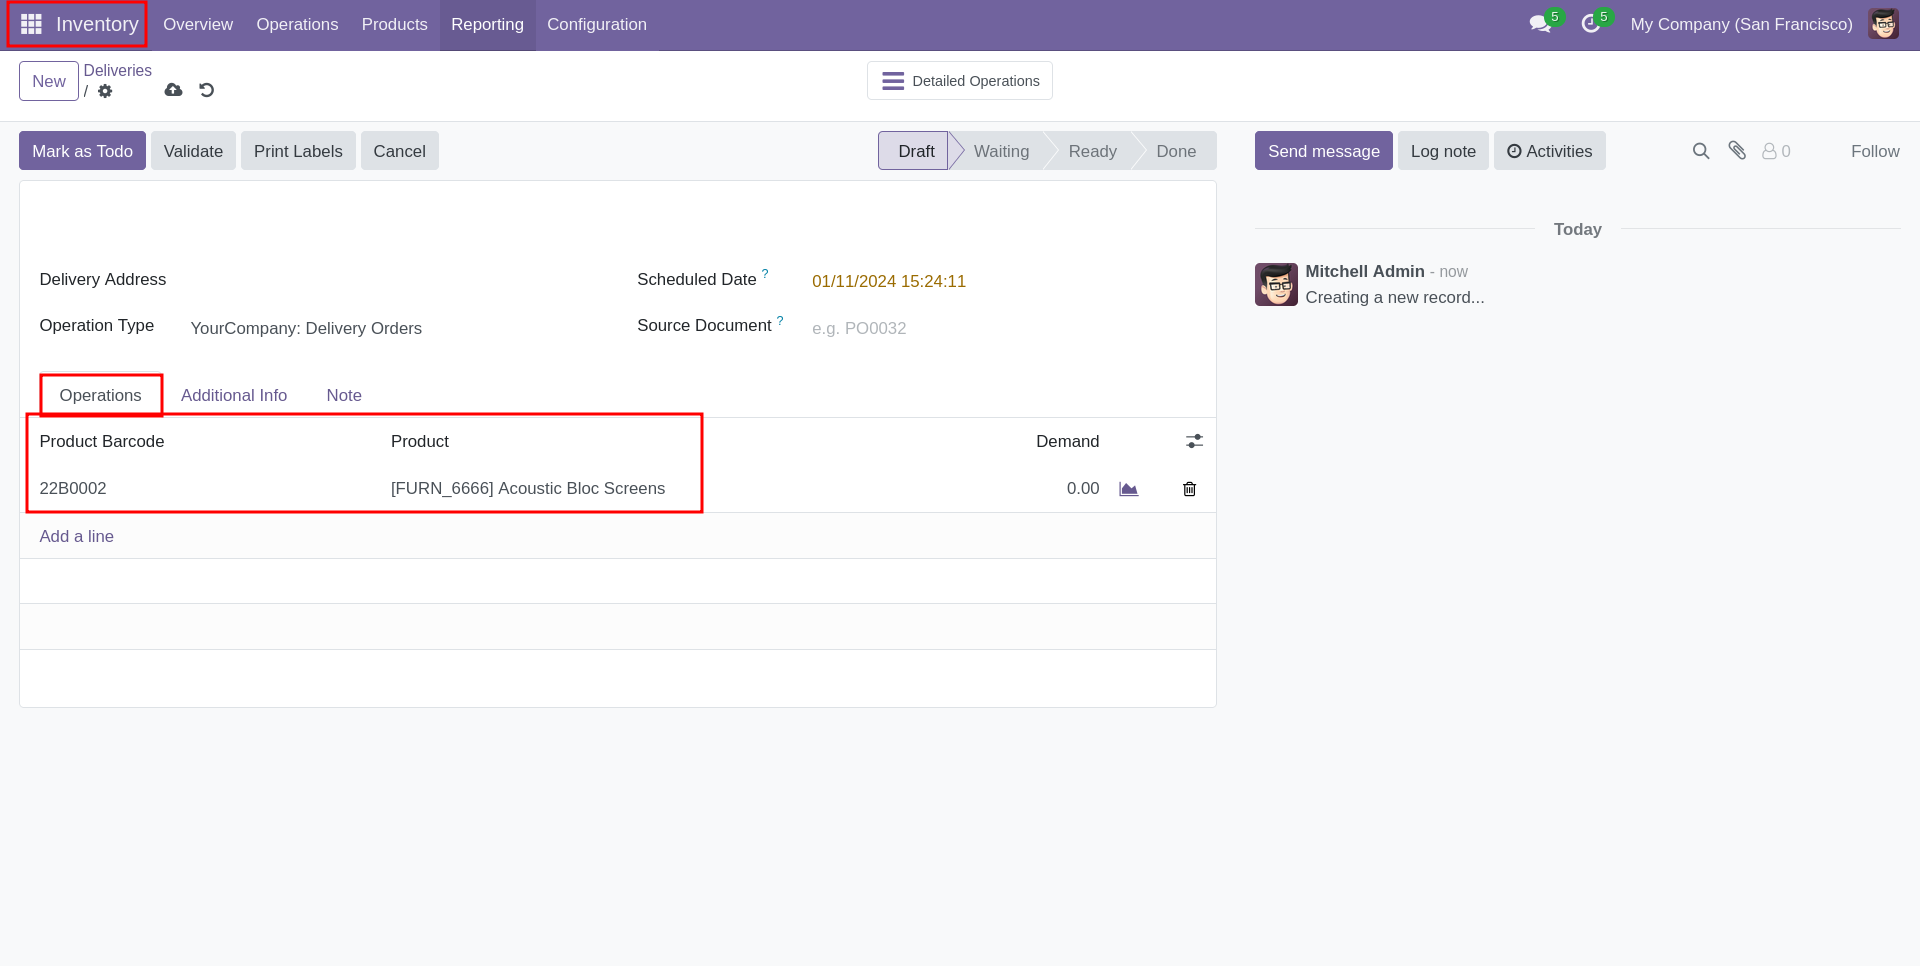 Inventory Overview Operations Products Reporting Configuration 5 5 My Company (San Francisco)
New Deliveries
/
Detailed Operations
Mark as Todo Validate Print Labels Cancel Draft Waiting Ready Done Send message Log note Activities 0 Follow
Today
Delivery Address Scheduled Date ? 01/11/2024 15:24:11
Mitchell Admin - now
Creating a new record...
Operation Type YourCompany: Delivery Orders Source Document ? e.g. PO0032
Operations Additional Info Note
Product Barcode Product Demand
22B0002 [FURN_6666] Acoustic Bloc Screens 0.00
Add a line